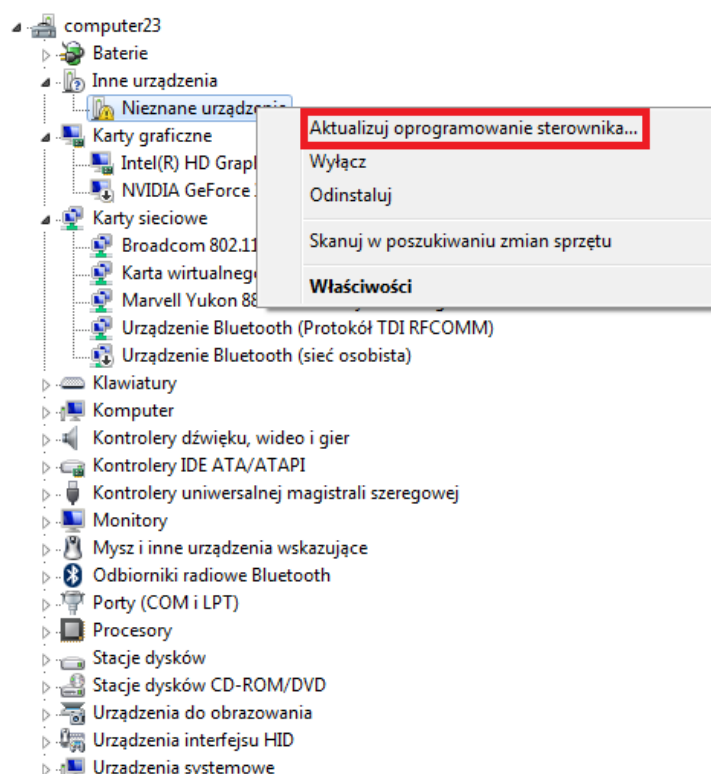 computer23
Baterie
Inne urządzenia
Nieznane urządzenie
Aktualizuj oprogramowanie sterownika...
Karty graficzne
Wyłącz
Intel(R) HD
NVIDIA GeForce
Odinstaluj
Karty sieciowe
Skanuj w poszukiwaniu zmian sprzętu
Broadcom 802.11
Karta wirtualnego
Właściwości
Marvell Yukon
Urządzenie Bluetooth (Protokół TDI RFCOMM)
Urządzenie Bluetooth (sieć osobista)
Klawiatury
Komputer
Kontrolery dźwięku, wideo i gier
Kontrolery IDE ATA/ATAPI
Kontrolery uniwersalnej magistrali szeregowej
Monitory
Mysz i inne urządzenia wskazujące
Odbiorniki radiowe Bluetooth
Porty (COM i LPT)
Procesory
Stacje dysków
Stacje dysków CD-ROM/DVD
Urządzenia do obrazowania
Urządzenia interfejsu HID
Urządzenia systemowe